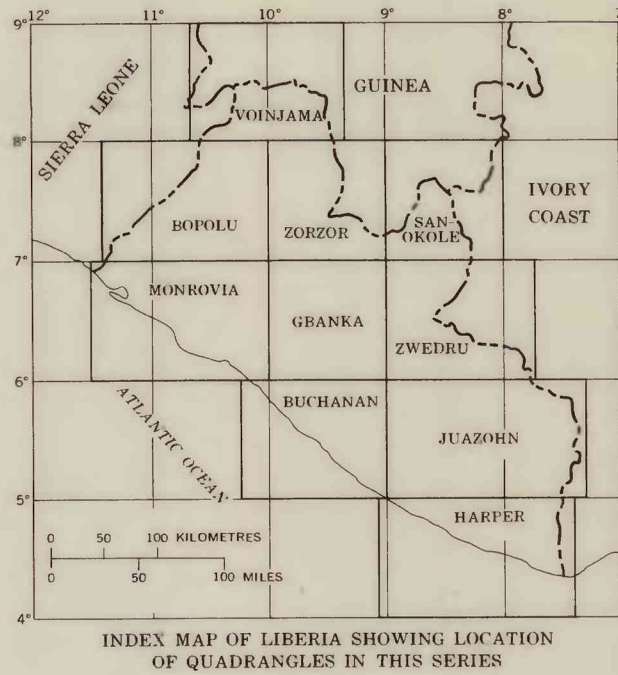 12° 11° 10° 9° 8° 7
9°
GUINEA
SIERRA LEONE
VOINJAMA
8°
IVORY
COAST
BOPOLU
ZORZOR
SAN-
OKOLE
7°
MONROVIA
GBANKA
ZWEDRU
6°
ATLANTIC OCEAN
BUCHANAN
JUAZOHN
5°
HARPER
0 50 100 KILOMETRES
0 50 100 MILES
4°
INDEX MAP OF LIBERIA SHOWING LOCATION
OF QUADRANGLES IN THIS SERIES